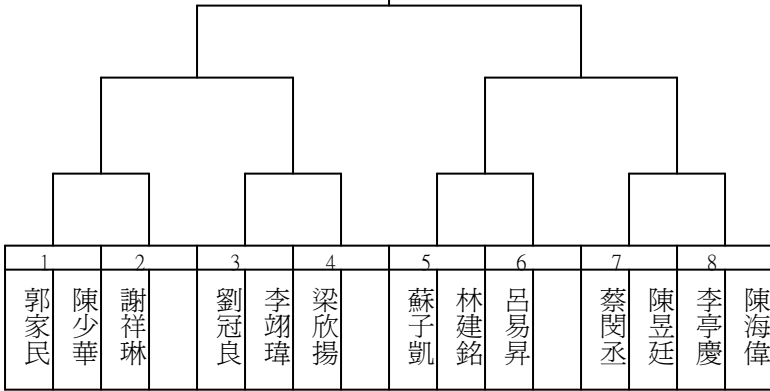 1
2
3
4
5
6
7
8
郭家民
陳少華
謝祥琳
劉冠良
李翊瑋
梁欣揚
蘇子凱
林建銘
呂易昇
蔡閔丞
陳昱廷
李亭慶
陳海偉